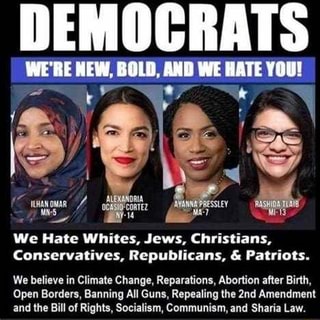 DEMOCRATS
WE'RE NEW, BOLD, AND WE HATE YOU!
ILHAN OMAR
MN-5
ALEXANDRIA
OCASIO-CORTEZ
NY-14
AYANNA PRESSLEY
MA-7
RASHIDA TLAIB
MI-13
We Hate Whites, Jews, Christians,
Conservatives, Republicans, & Patriots.
We believe in Climate Change, Reparations, Abortion after Birth,
Open Borders, Banning All Guns, Repealing the 2nd Amendment
and the Bill of Rights, Socialism, Communism, and Sharia Law.